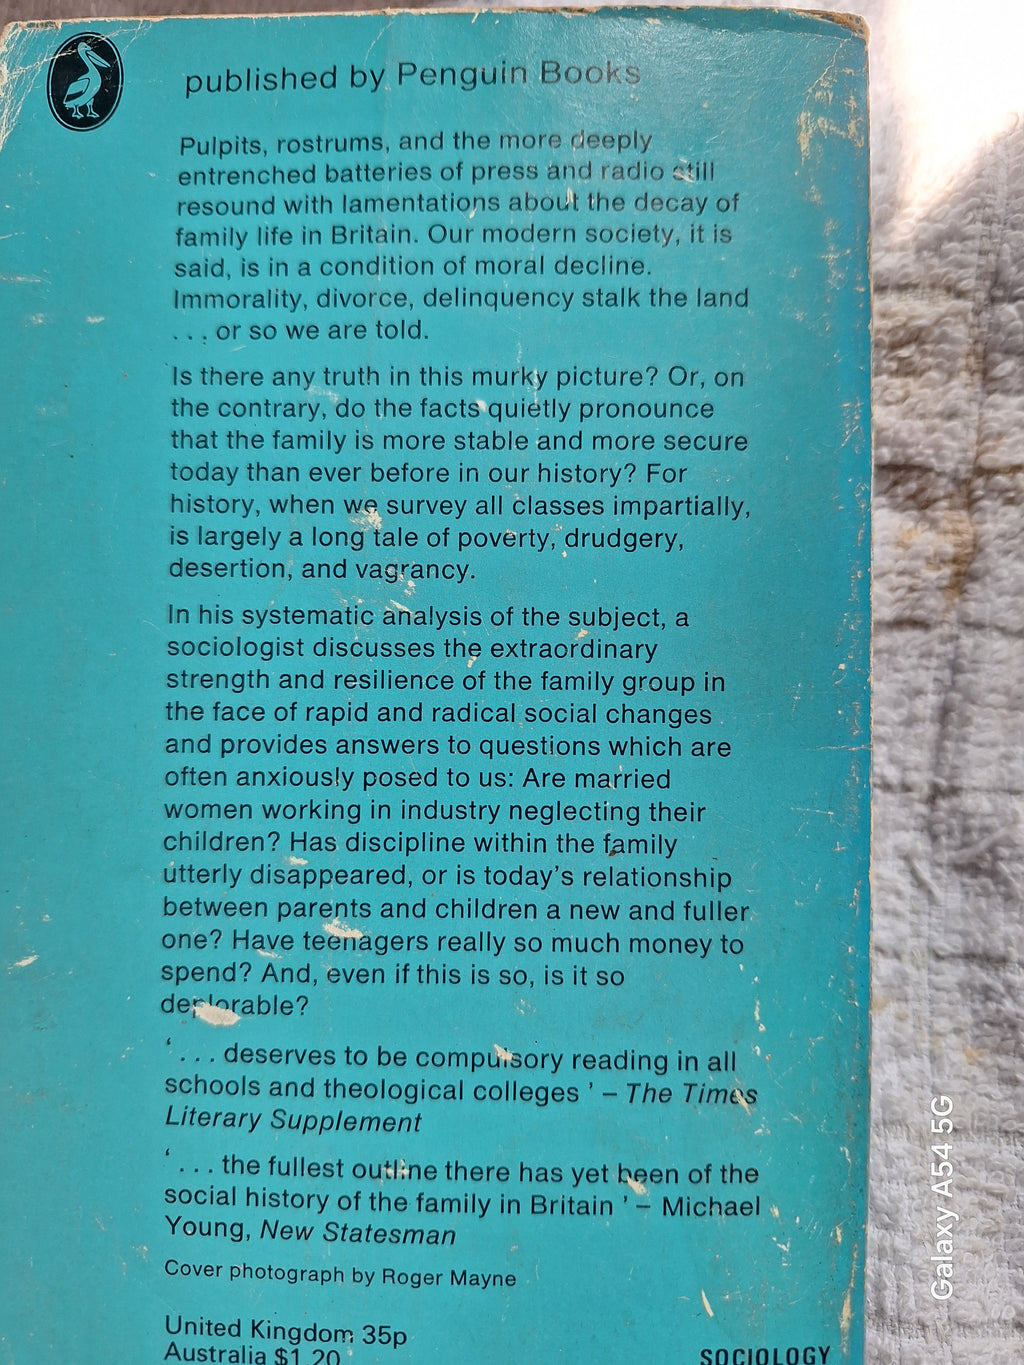 published by Penguin Books
Pulpits, rostrums, and the more deeply
entrenched batteries of press and radio still
resound with lamentations about the decay of
family life in Britain. Our modern society, it is
said, is in a condition of moral decline.
Immorality, divorce, delinquency stalk the land
. . . or so we are told.
Is there any truth in this murky picture? Or, on
the contrary, do the facts quietly pronounce
that the family is more stable and more secure
today than ever before in our history? For
history, when we survey all classes impartially,
is largely a long tale of poverty, drudgery,
desertion, and vagrancy.
In his systematic analysis of the subject, a
sociologist discusses the extraordinary
strength and resilience of the family group in
the face of rapid and radical social changes
and provides answers to questions which are
often anxiously posed to us: Are married
women working in industry neglecting their
children? Has discipline within the family
utterly disappeared, or is today's relationship
between parents and children a new and fuller
one? Have teenagers really so much money to
spend? And, even if this is so, is it so
deplorable?
' . . . deserves to be compulsory reading in all
schools and theological colleges ' – The Times
Literary Supplement
' . . . the fullest outline there has yet been of the
social history of the family in Britain ' – Michael
Young, New Statesman
Cover photograph by Roger Mayne
United Kingdom 35p
Australia $1.20
SOCIOLOGY
Galaxy A54 5G